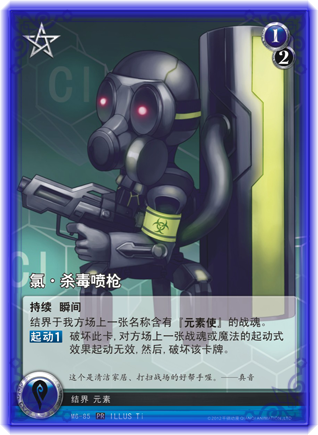 CI
1
2
氯·杀毒喷枪
持续 瞬间
结界于我方场上一张名称含有『元素使』的战魂。
起动1 破坏此卡，对方场上一张战魂或魔法的起动式
效果起动无效，然后，破坏该卡牌。
这个是清洁家居，打扫战场的好帮手喔，——真音
结界 元素
PR ILLUS TI